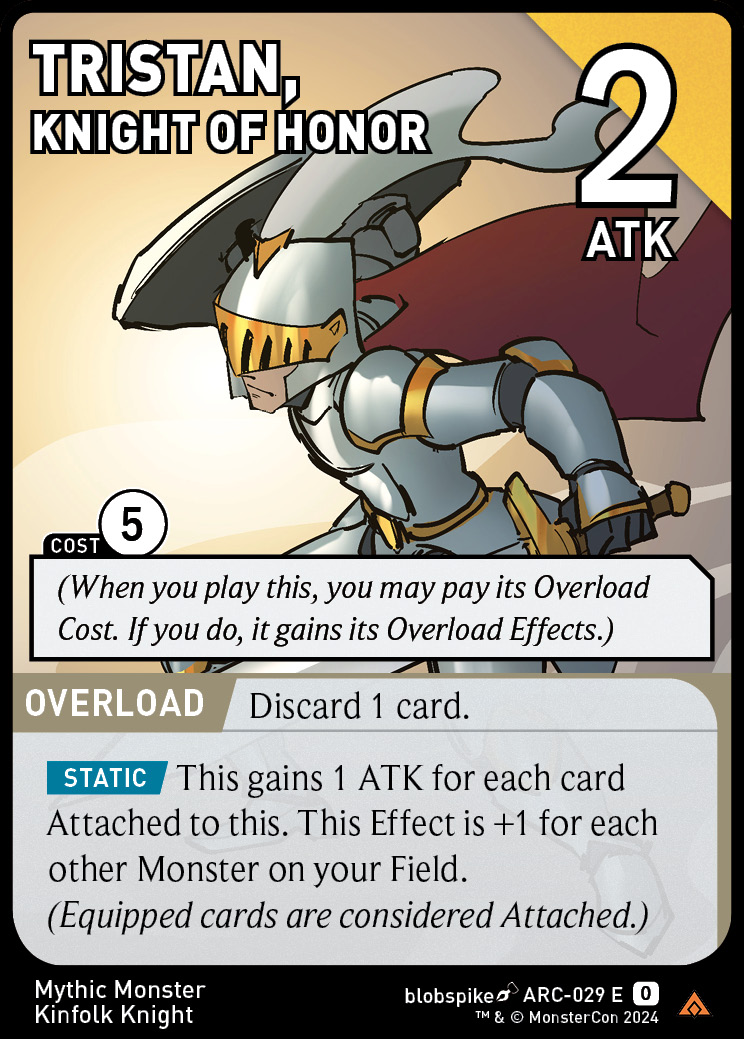 TRISTAN,
KNIGHT OF HONOR
2
ATK
COST 5
(When you play this, you may pay its Overload
Cost. If you do, it gains its Overload Effects.)
OVERLOAD Discard 1 card.
STATIC This gains 1 ATK for each card
Attached to this. This Effect is +1 for each
other Monster on your Field.
(Equipped cards are considered Attached.)
Mythic Monster
Kinfolk Knight
blobspike ARC-029 E 0
™ & © MonsterCon 2024